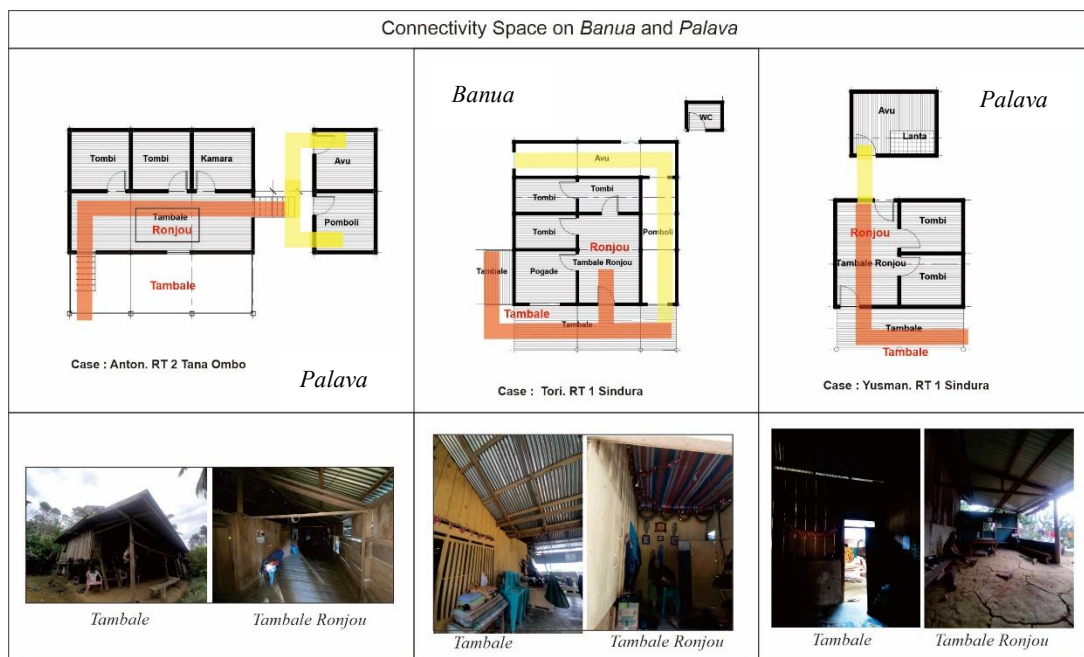 Connectivity Space on Banua and Palava
Tombi
Tombi
Kamara
Avu
Tambale
Ronjou
Pomboli
Tambale
Case : Anton. RT 2 Tana Ombo
Palava
Banua
WC
Avu
Tombi
Tombi
Tombi
Pomboli
Ronjou
Tambale Ronjou
Tambale
Pogade
Tambale
Tambale
Case : Tori. RT 1 Sindura
Palava
Avu
Lanta
Ronjou
Tombi
Tambale Ronjou
Tombi
Tambale
Tambale
Case : Yusman. RT 1 Sindura
Tambale
Tambale Ronjou
Tambale
Tambale Ronjou
Tambale
Tambale Ronjou